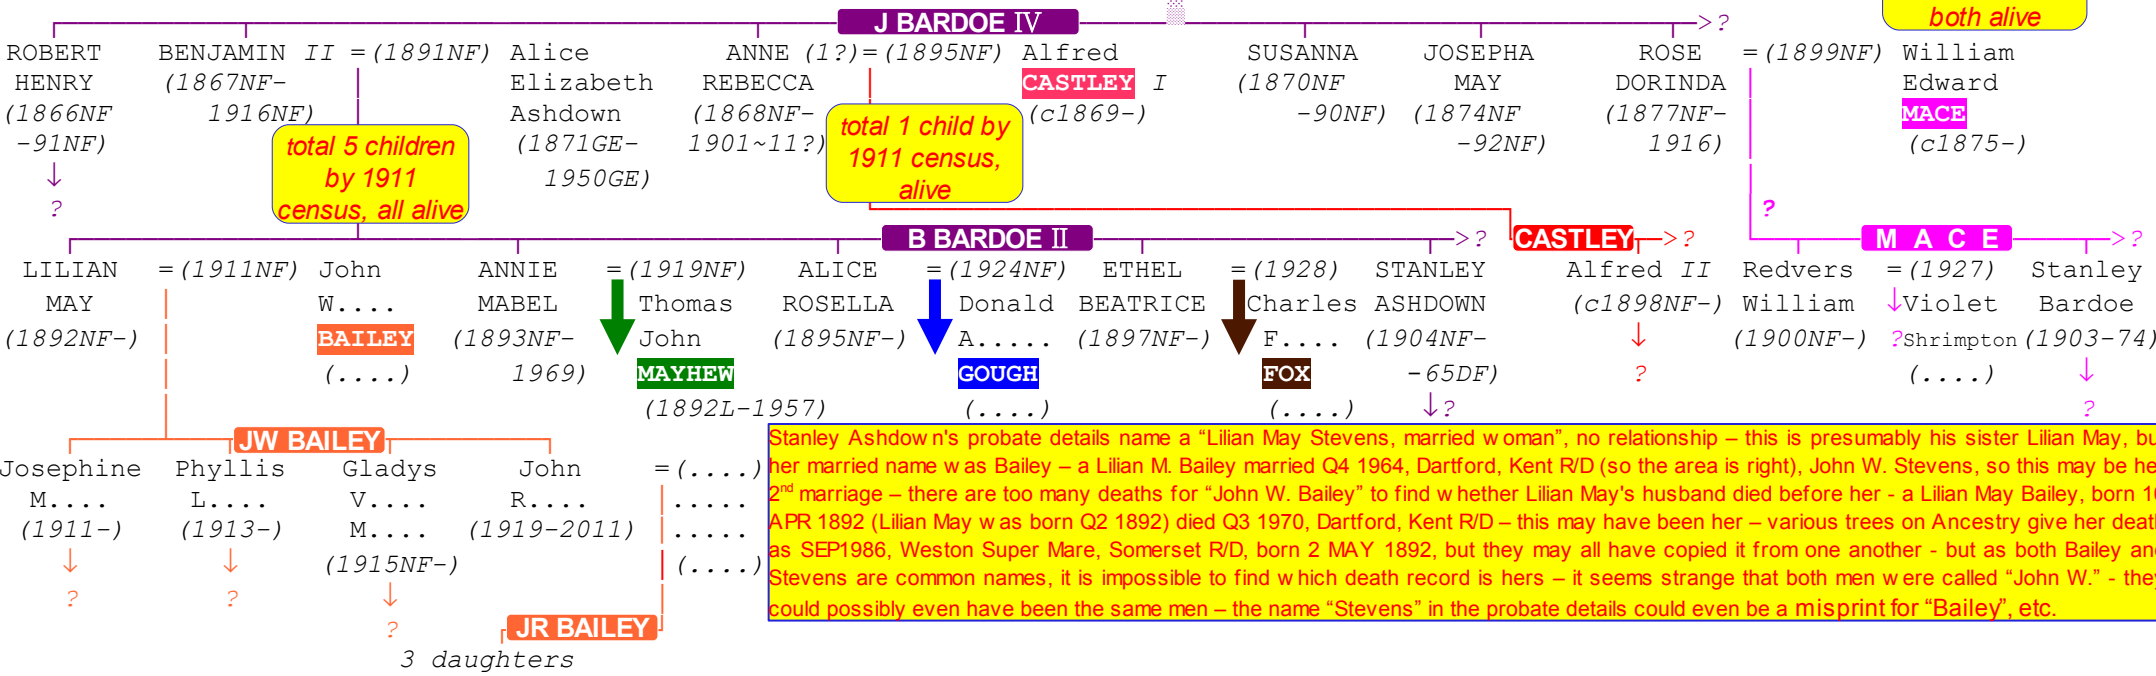 both alive
J BARDOE IV >?
ROBERT BENJAMIN II =(1891NF) Alice ANNE (1?)=(1895NF) Alfred SUSANNA JOSEPHA ROSE =(1899NF) William
HENRY (1867NF- Elizabeth REBECCA CASTLEY I (1870NF MAY DORINDA Edward
(1866NF 1916NF) Ashdown (1868NF- (c1869-) -90NF) (1874NF (1877NF- MACE
-91NF) (1871GE- 1901~11?) -92NF) 1916) (c1875-)
↓ 1950GE)
?
total 5 children
by 1911
census, all alive
total 1 child by
1911 census,
alive
?
B BARDOE II >? CASTLEY >? M A C E >?
LILIAN =(1911NF) John ANNIE =(1919NF) ALICE =(1924NF) ETHEL =(1928) STANLEY Alfred II Redvers =(1927) Stanley
MAY W.... MABEL Thomas ROSELLA Donald BEATRICE Charles ASHDOWN (c1898NF-) William ↓Violet Bardoe
(1892NF-) BAILEY (1893NF- John (1895NF-) A..... (1897NF-) F.... (1904NF- ↓ (1900NF-) ?Shrimpton (1903-74)
(....) 1969) MAYHEW GOUGH FOX -65DF) ? (....) ↓
(1892L-1957) (....) (....) ↓? ?
JW BAILEY
Josephine Phyllis Gladys John =(....)
M.... L.... V.... R.... .....
(1911-) (1913-) M.... (1919-2011) .....
↓ ↓ (1915NF-) (....)
? ? ↓
? JR BAILEY
3 daughters
Stanley Ashdown's probate details name a “Lilian May Stevens, married woman”, no relationship – this is presumably his sister Lilian May,
her married name was Bailey – a Lilian M. Bailey married Q4 1964, Dartford, Kent R/D (so the area is right), John W. Stevens, so this may be
2nd marriage – there are too many deaths for “John W. Bailey” to find whether Lilian May's husband died before her - a Lilian May Bailey, born
APR 1892 (Lilian May was born Q2 1892) died Q3 1970, Dartford, Kent R/D – this may have been her – various trees on Ancestry give her
as SEP1986, Weston Super Mare, Somerset R/D, born 2 MAY 1892, but they may all have copied it from one another - but as both Bailey
Stevens are common names, it is impossible to find which death record is hers – it seems strange that both men were called “John W.” -
could possibly even have been the same men – the name “Stevens” in the probate details could even be a misprint for “Bailey”, etc.